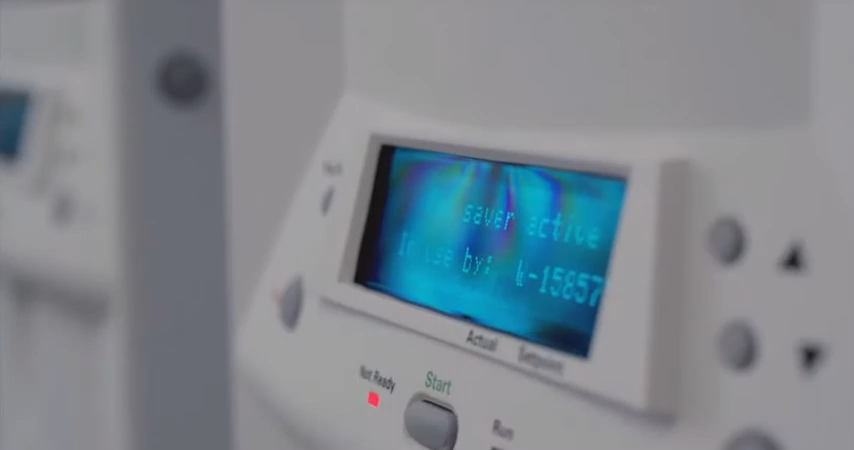 saver active
In use by: k-15857
Actual Setpoint
Not Ready
Start
Run